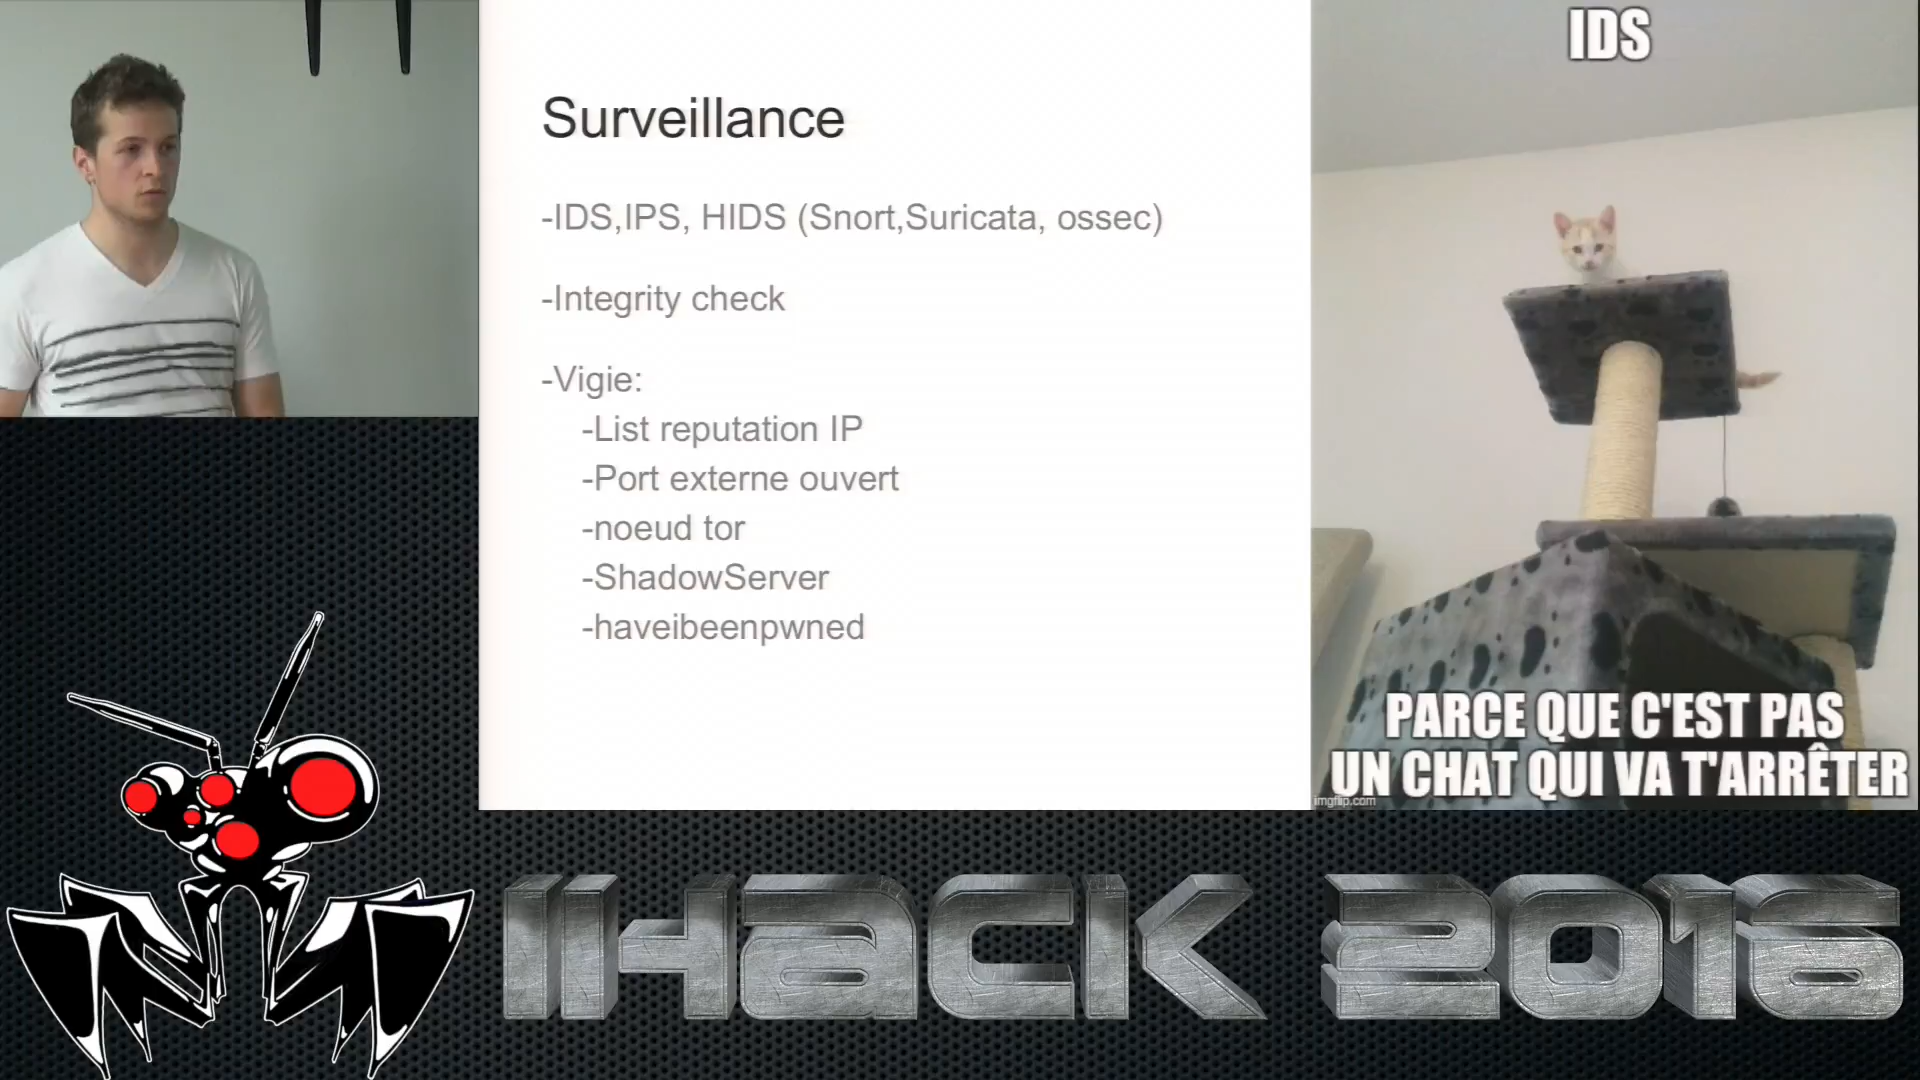 Surveillance
-IDS,IPS, HIDS (Snort,Suricata, ossec)
-Integrity check
-Vigie:
-List reputation IP
-Port externe ouvert
-noeud tor
-ShadowServer
-haveibeenpwned
IDS
PARCE QUE C'EST PAS
UN CHAT QUI VA T'ARRÊTER
imgflip.com
IHACK 2016